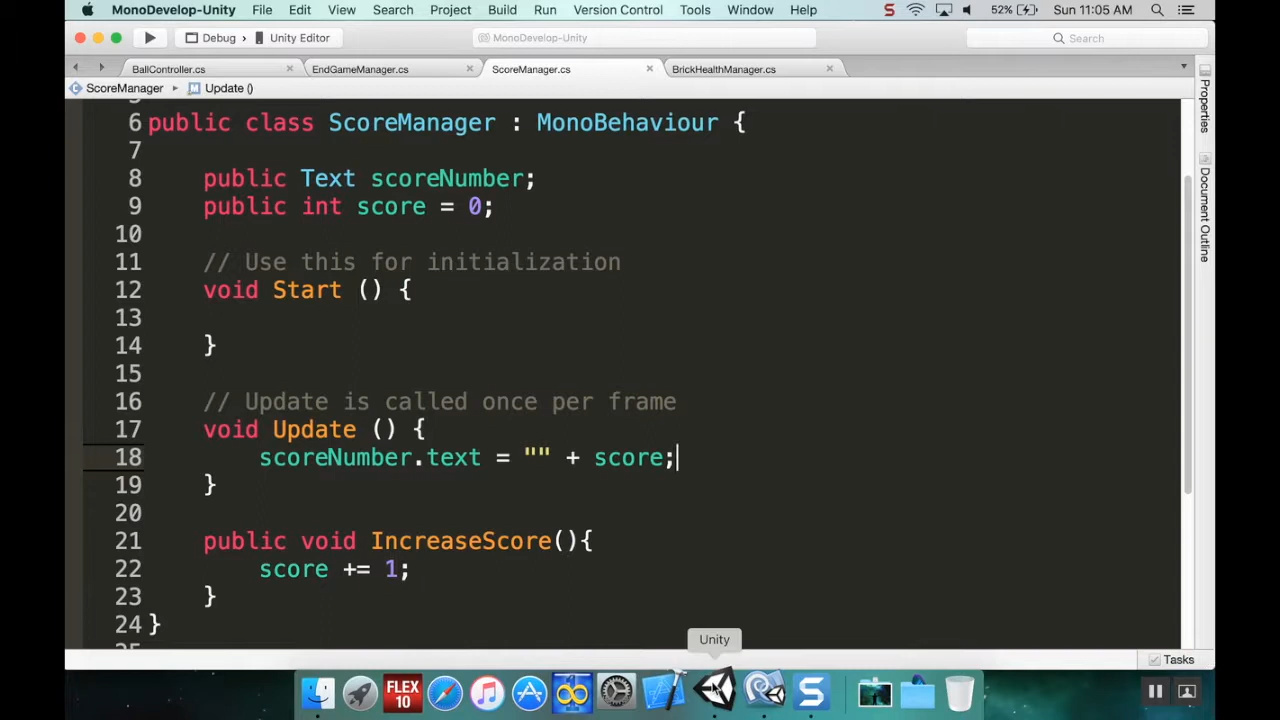 MonoDevelop-Unity File Edit View Search Project Build Run Version Control Tools Window Help S 52% Sun 11:05 AM
Debug › Unity Editor MonoDevelop-Unity Search
BallController.cs × EndGameManager.cs × ScoreManager.cs × BrickHealthManager.cs ×
ScoreManager ▸ M Update ()
6 public class ScoreManager : MonoBehaviour {
7
8 public Text scoreNumber;
9 public int score = 0;
10
11 // Use this for initialization
12 void Start () {
13
14 }
15
16 // Update is called once per frame
17 void Update () {
18 scoreNumber.text = "" + score;
19 }
20
21 public void IncreaseScore(){
22 score += 1;
23 }
24 }
Properties
Document Outline
Unity
Tasks
FLEX
10
S